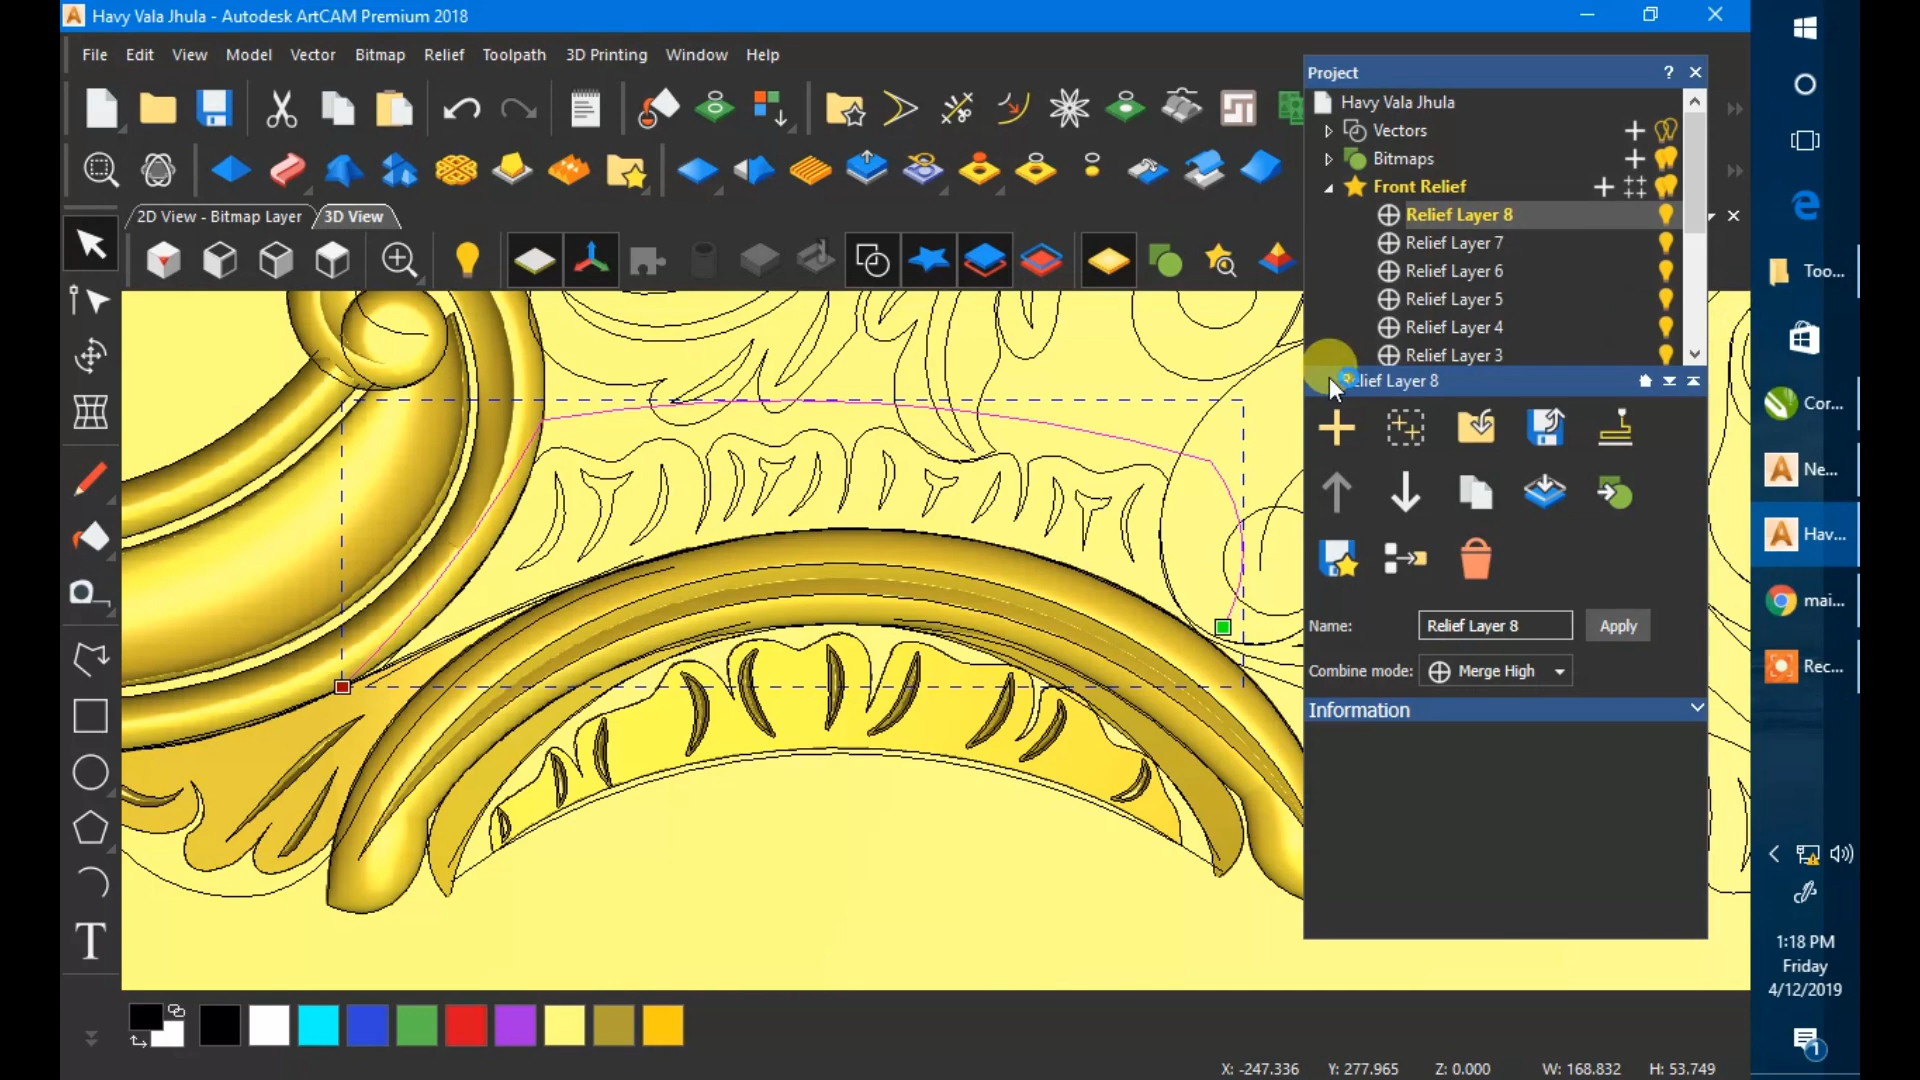 Havy Vala Jhula - Autodesk ArtCAM Premium 2018
File Edit View Model Vector Bitmap Relief Toolpath 3D Printing Window Help
Project
Havy Vala Jhula
Vectors
Bitmaps
Front Relief
Relief Layer 8
Relief Layer 7
Relief Layer 6
Relief Layer 5
Relief Layer 4
Relief Layer 3
2D View - Bitmap Layer
3D View
elief Layer 8
Name: Relief Layer 8 Apply
Combine mode: Merge High
Information
T
X: -247.336 Y: 277.965 Z: 0.000 W: 168.832 H: 53.749
Too...
Cor...
Ne...
Hav...
mai...
Rec...
1:18 PM
Friday
4/12/2019
1